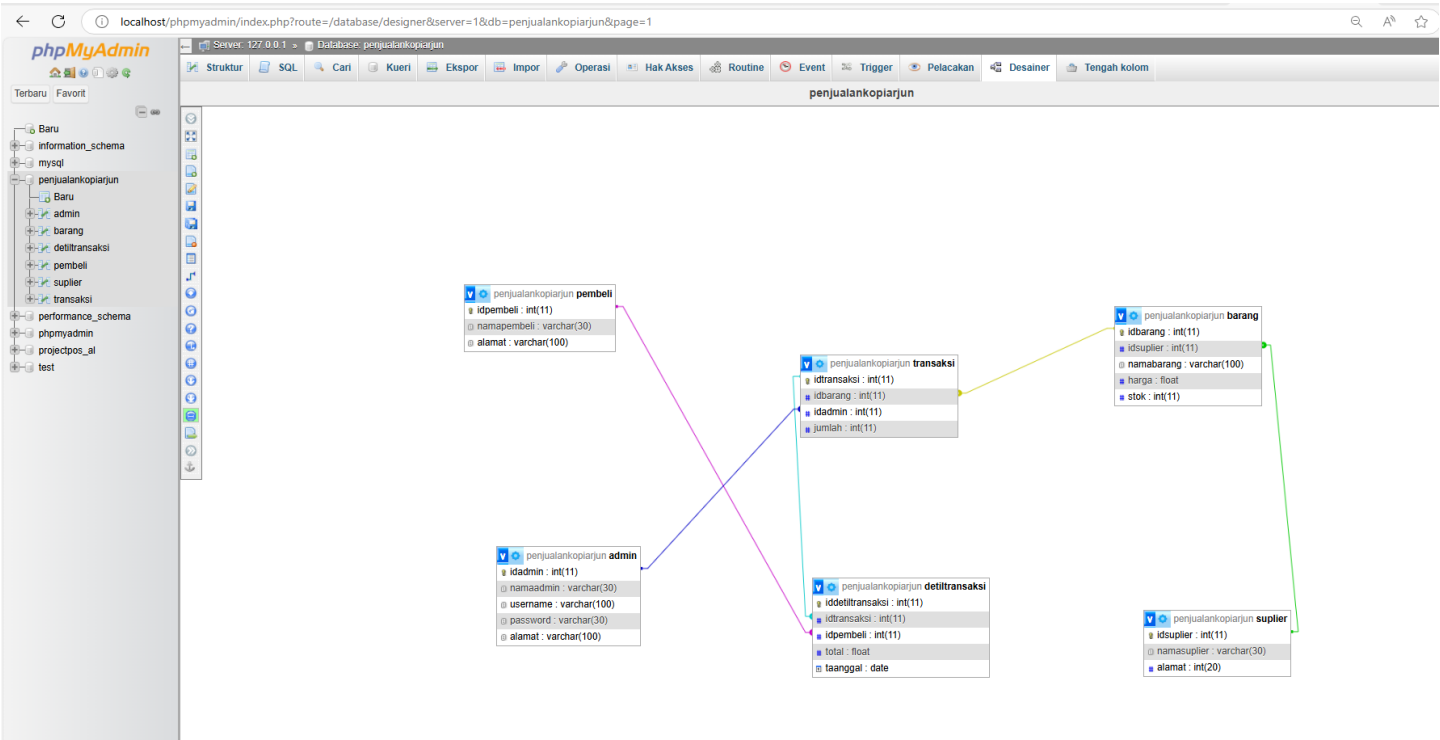 localhost/phpmyadmin/index.php?route=/database/designer&server=1&db=penjualankopiarjun&page=1
phpMyAdmin
Terbaru Favorit
Baru
information_schema
mysql
penjualankopiarjun
Baru
admin
barang
detiltransaksi
pembeli
suplier
transaksi
performance_schema
phpmyadmin
projectpos_al
test
Server: 127.0.0.1 » Database: penjualankopiarjun
Struktur SQL Cari Kueri Ekspor Impor Operasi Hak Akses Routine Event Trigger Pelacakan Desainer Tengah kolom
penjualankopiarjun
penjualankopiarjun pembeli
idpembeli : int(11)
namapembeli : varchar(30)
alamat : varchar(100)
penjualankopiarjun barang
idbarang : int(11)
idsuplier : int(11)
namabarang : varchar(100)
harga : float
stok : int(11)
penjualankopiarjun transaksi
idtransaksi : int(11)
idbarang : int(11)
idadmin : int(11)
jumlah : int(11)
penjualankopiarjun admin
idadmin : int(11)
namaadmin : varchar(30)
username : varchar(100)
password : varchar(30)
alamat : varchar(100)
penjualankopiarjun detiltransaksi
iddetiltransaksi : int(11)
idtransaksi : int(11)
idpembeli : int(11)
total : float
taanggal : date
penjualankopiarjun suplier
idsuplier : int(11)
namasuplier : varchar(30)
alamat : int(20)